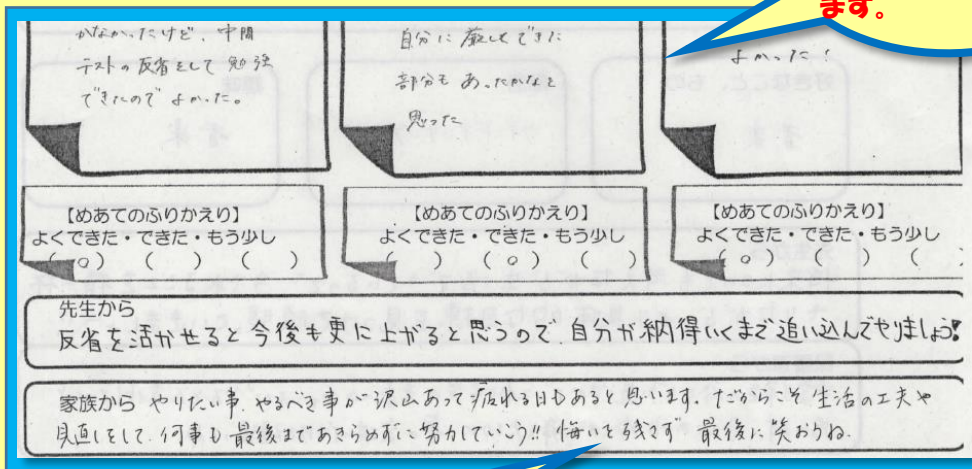 ます。
がなかったけど、中間
テストの反省をして勉強
できたのでよかった。
自分に厳しくできた
部分もあったかなと
思った
よかった!
【めあてのふりかえり】
よくできた・できた・もう少し
(○) ( ) ( )
【めあてのふりかえり】
よくできた・できた・もう少し
( ) (○) ( )
【めあてのふりかえり】
よくできた・できた・もう少し
(○) ( ) (
先生から
反省を活かせると今後も更に上がると思うので、自分が納得いくまで追い込んでやりましょう!
家族から やりたい事、やるべき事が沢山あって疲れる日もあると思います。だからこそ生活の工夫や
見直しをして、何事も最後まであきらめずに努力していこう!! 悔いを残さず 最後に笑おうね。